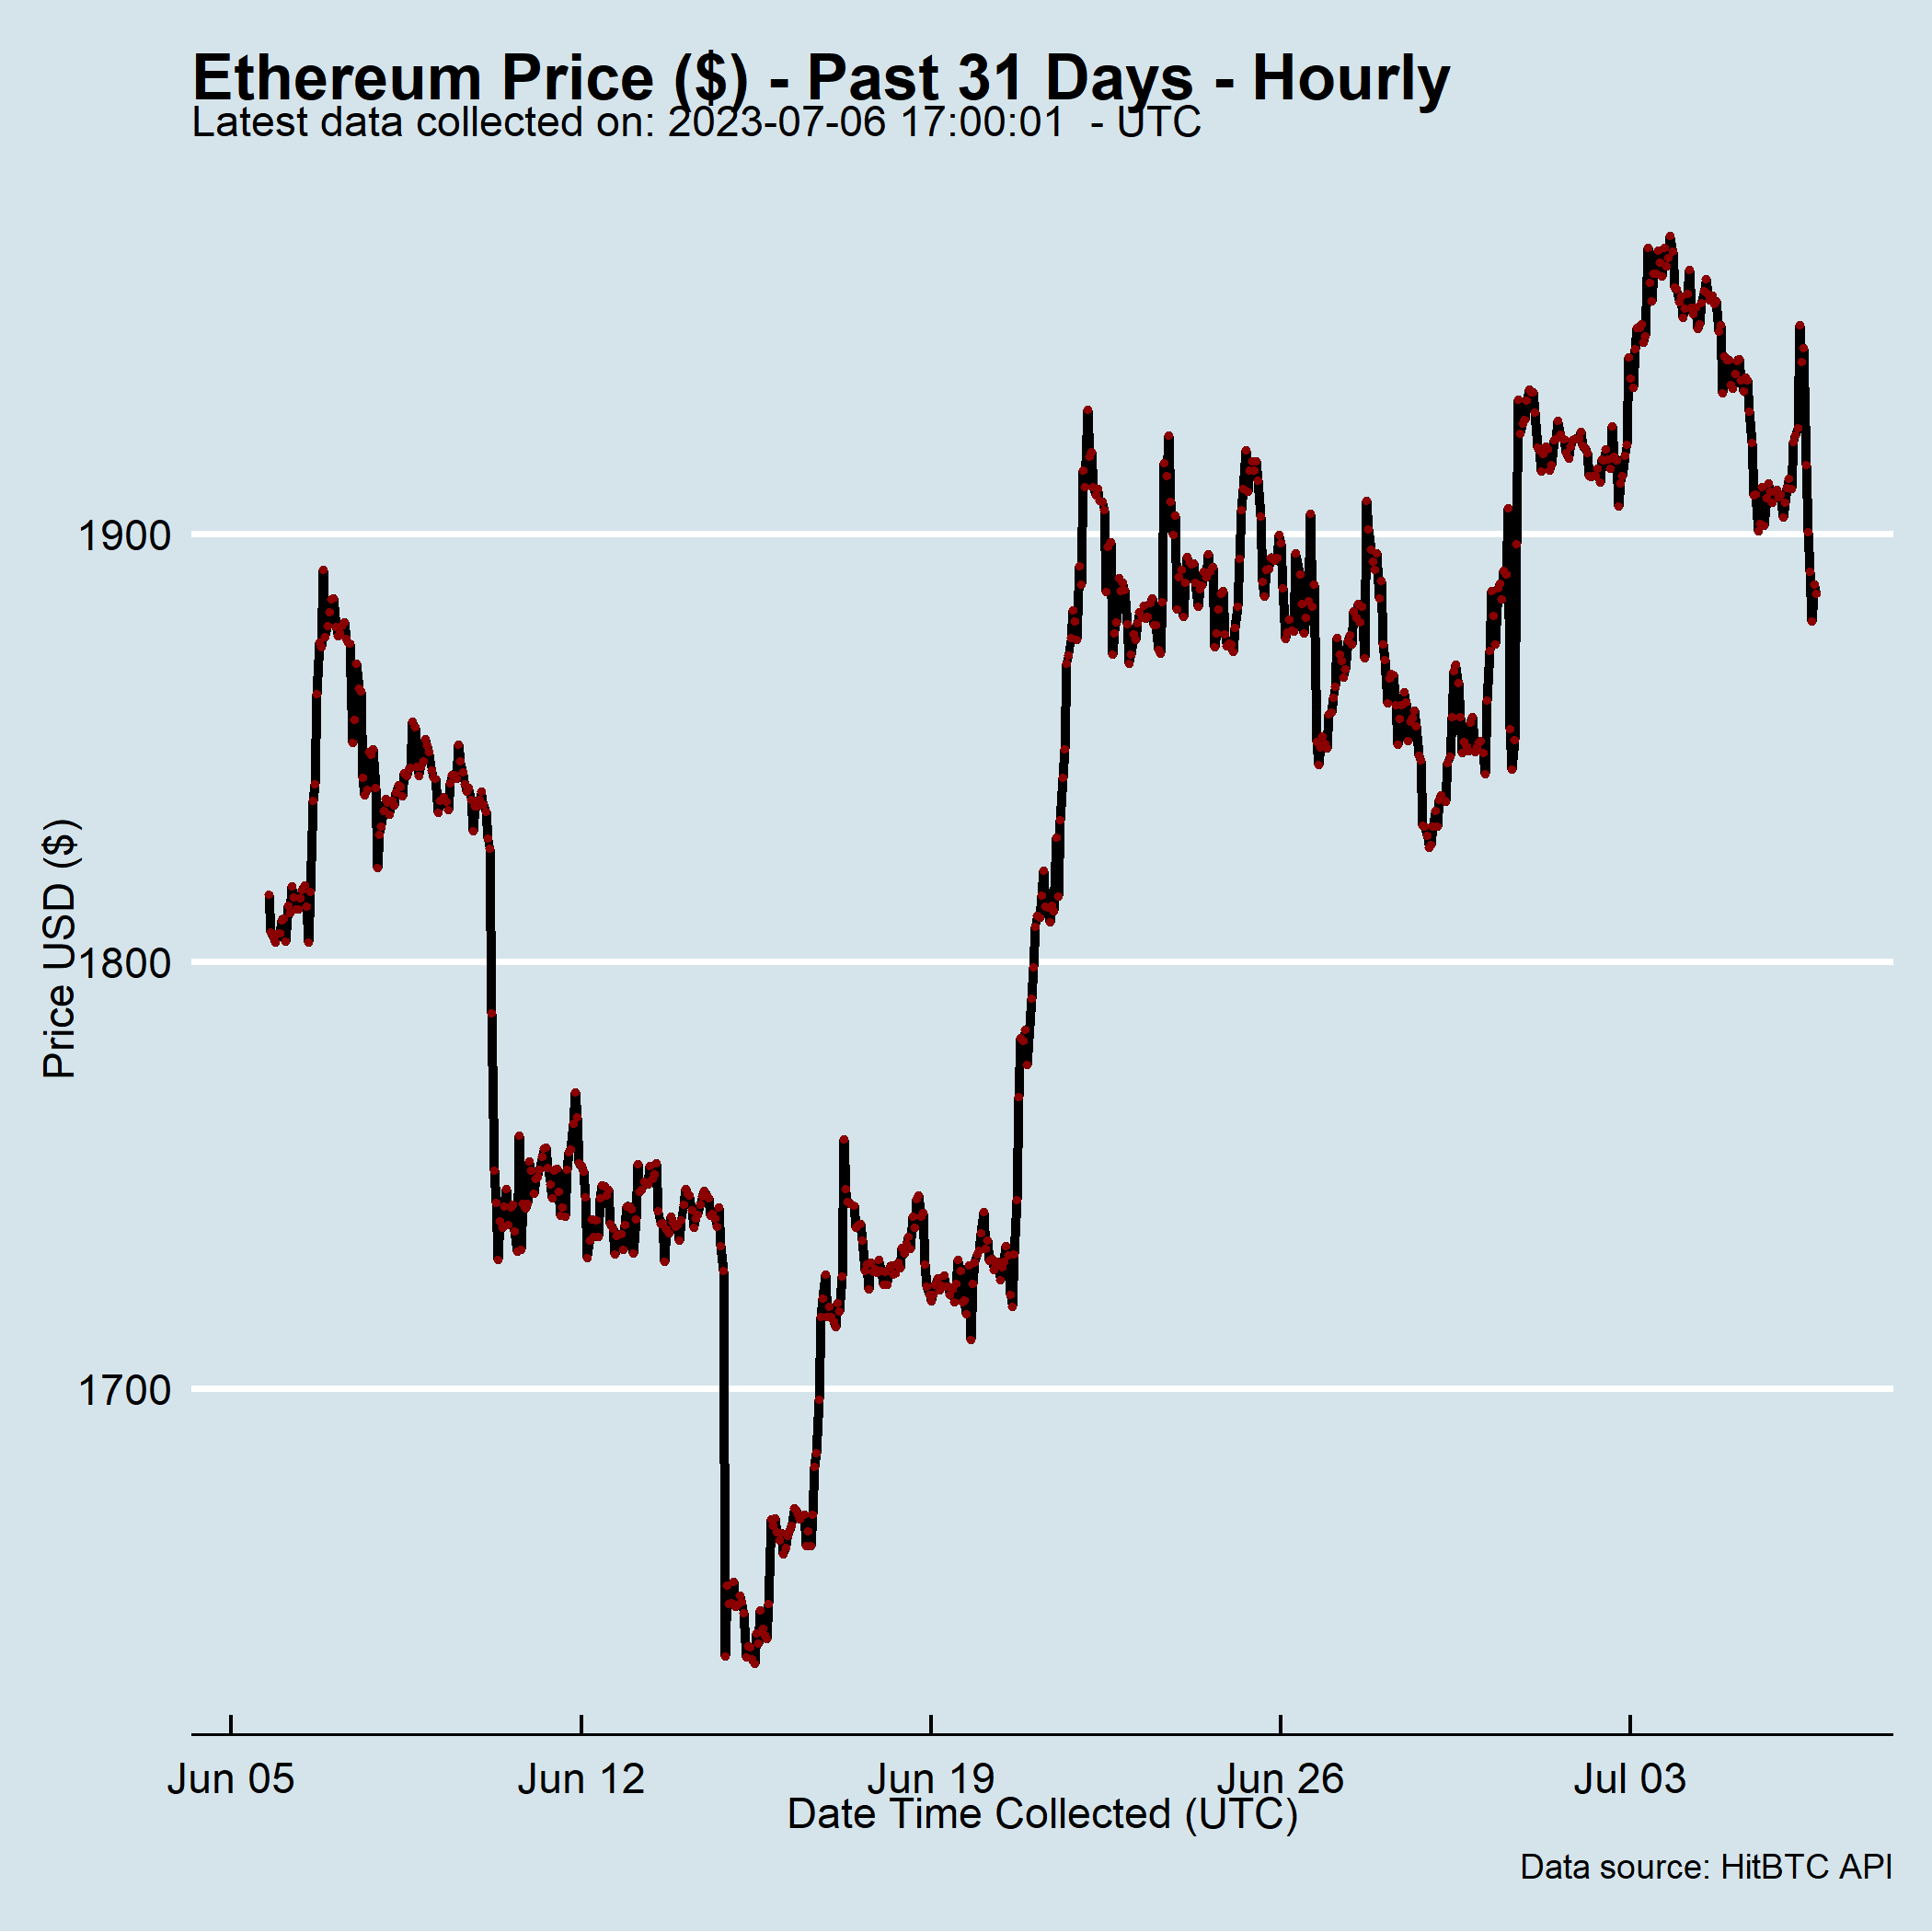 Ethereum Price ($) - Past 31 Days - Hourly
Latest data collected on: 2023-07-06 17:00:01  - UTC
Price USD ($)
1900
1800
1700
Jun 05 Jun 12 Jun 19 Jun 26 Jul 03
Date Time Collected (UTC)
Data source: HitBTC API